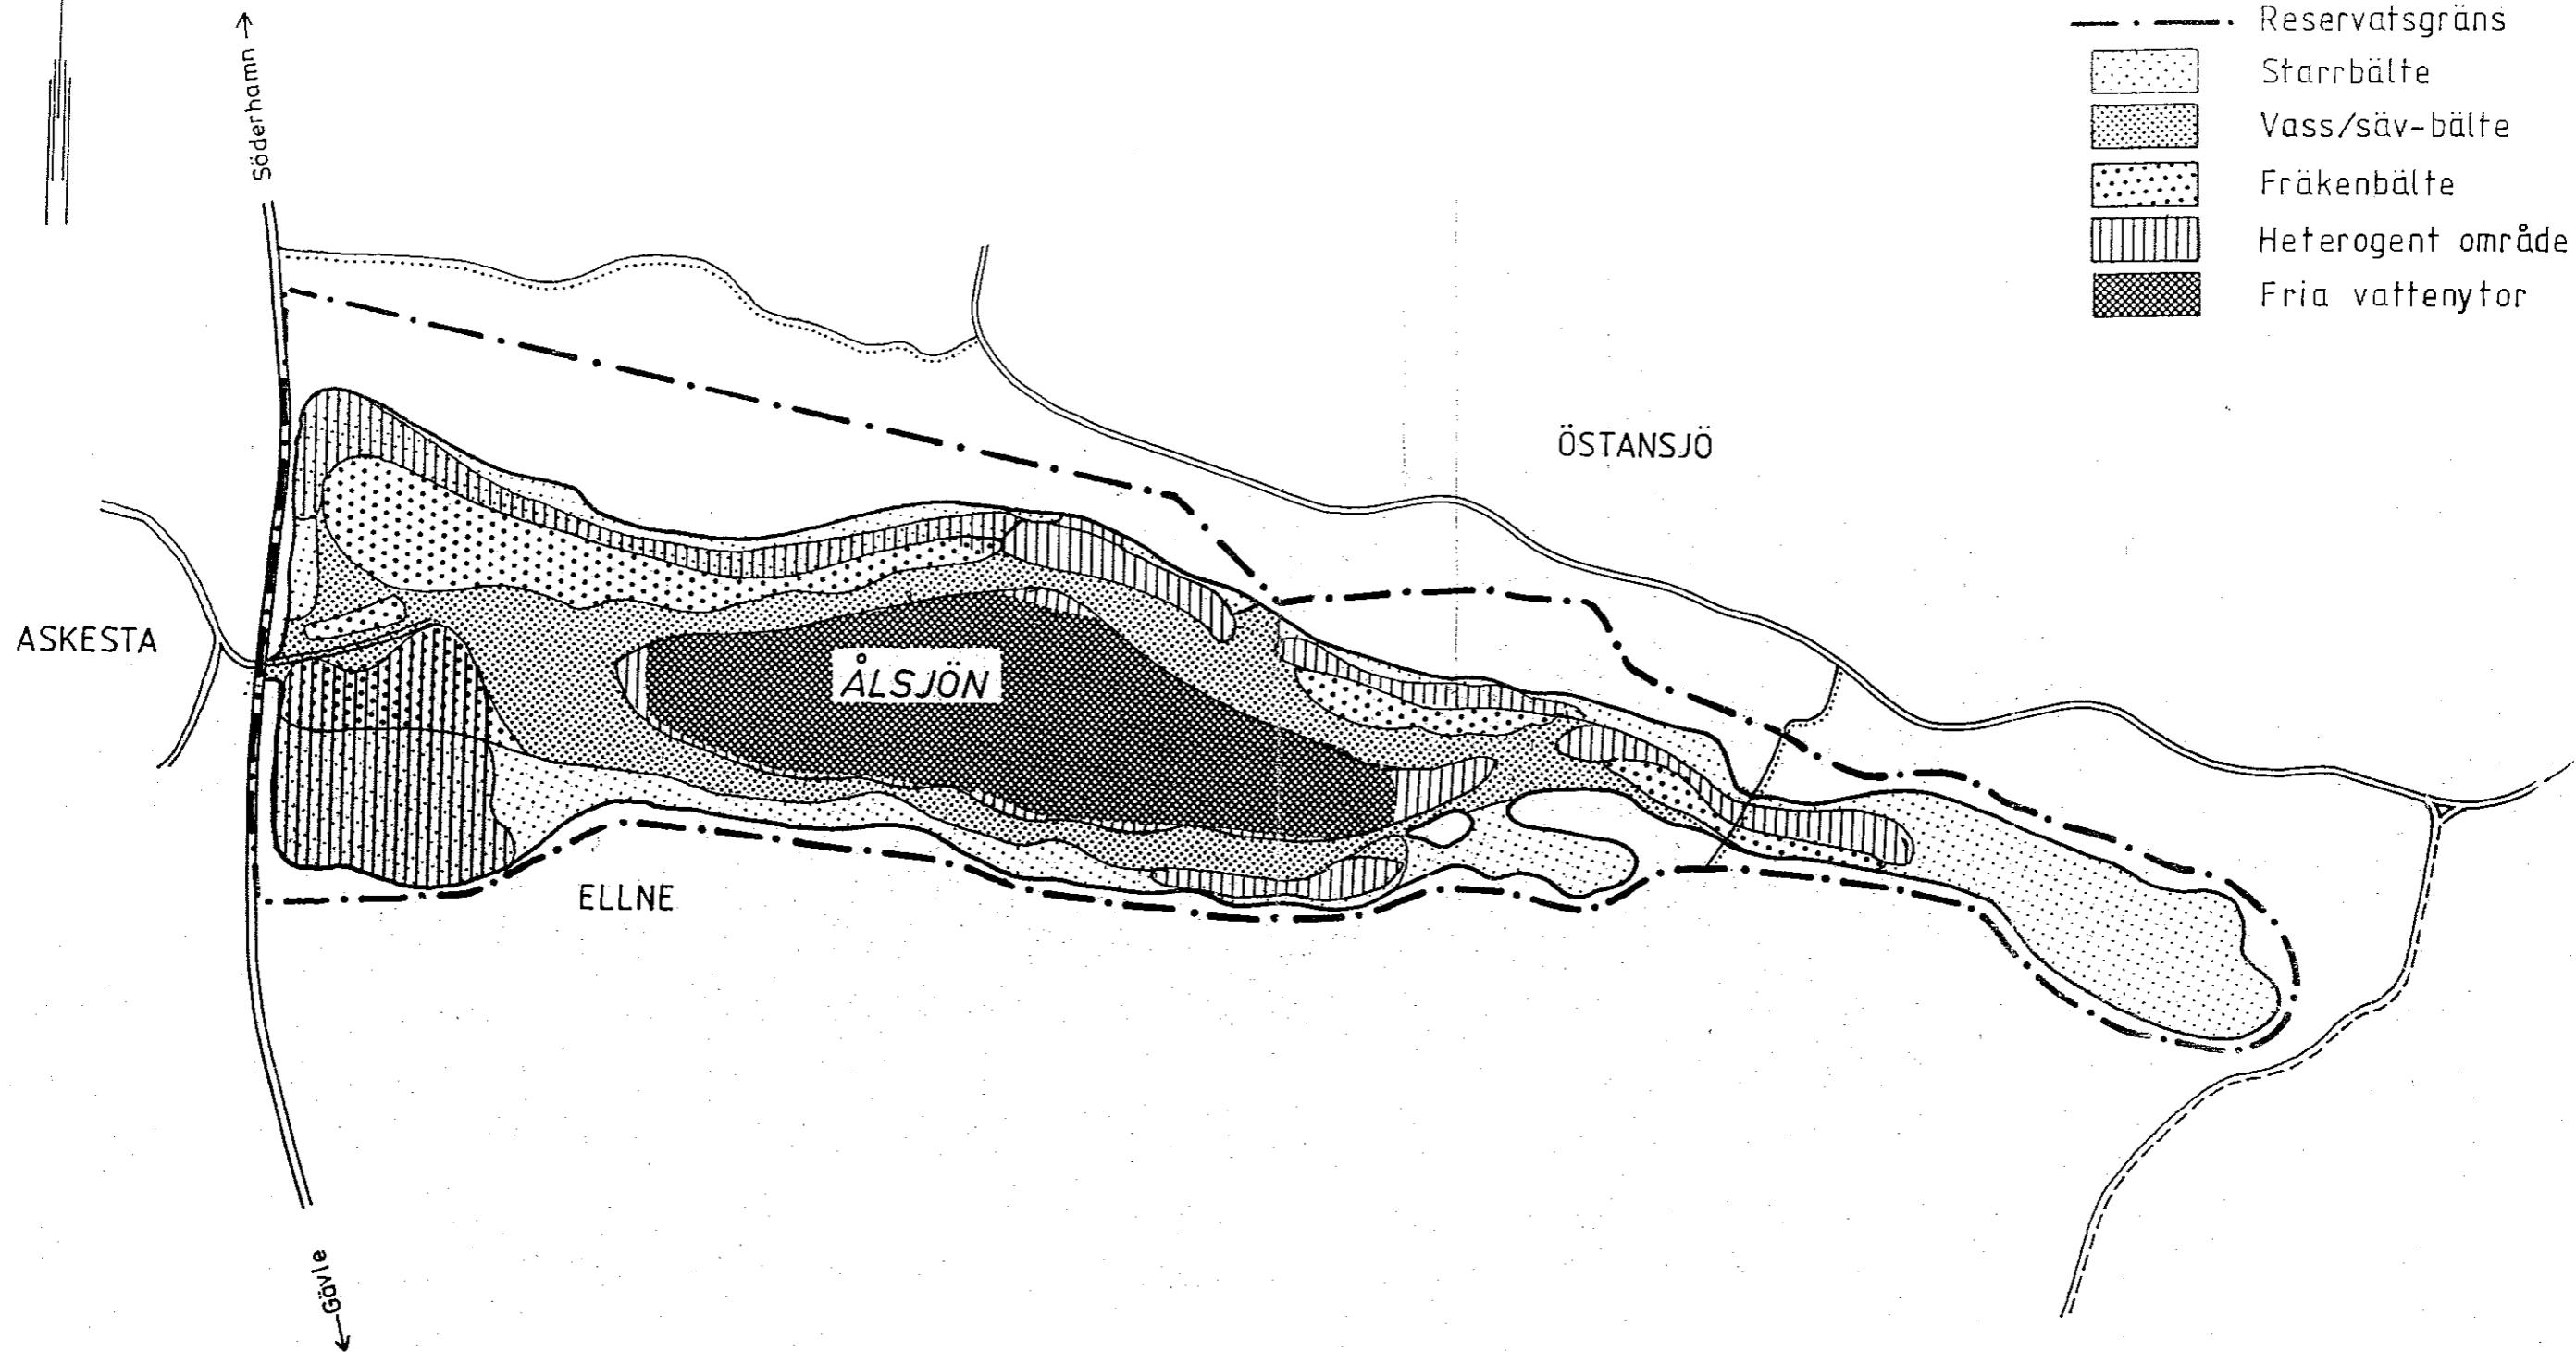 Reservatsgräns
Starrbälte
Vass/säv-bälte
Fräkenbälte
Heterogent område
Fria vattenytor
Söderhamn
ÖSTANSJÖ
ASKESTA
ÅLSJÖN
ELLNE
Gävle